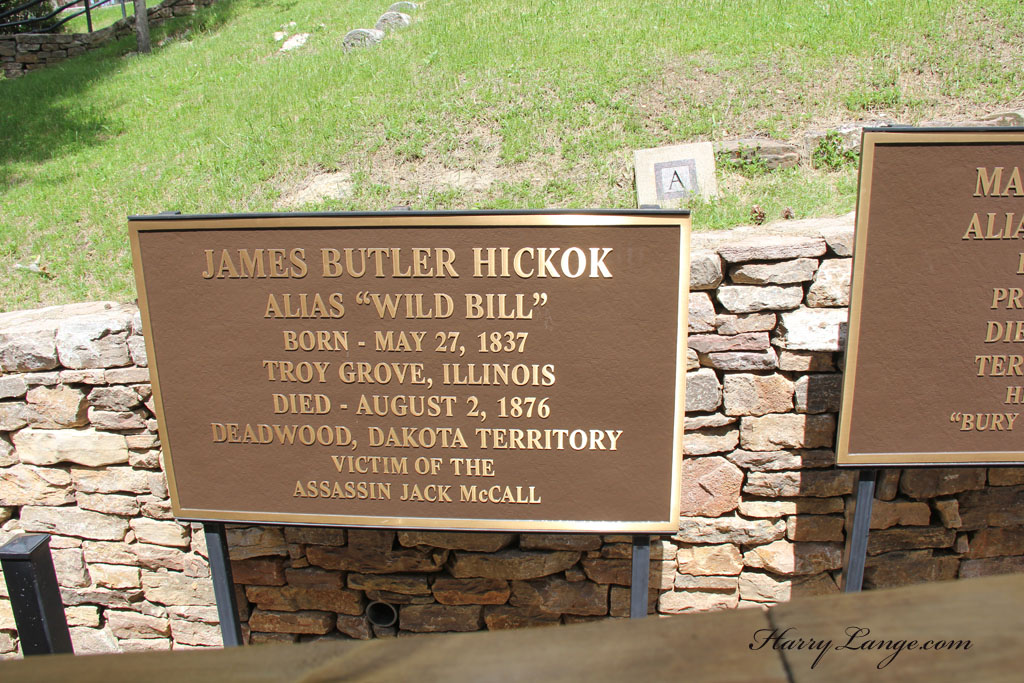 JAMES BUTLER HICKOK
ALIAS “WILD BILL”
BORN - MAY 27, 1837
TROY GROVE, ILLINOIS
DIED - AUGUST 2, 1876
DEADWOOD, DAKOTA TERRITORY
VICTIM OF THE
ASSASSIN JACK McCALL
A
“BURY
Harry Lange.com